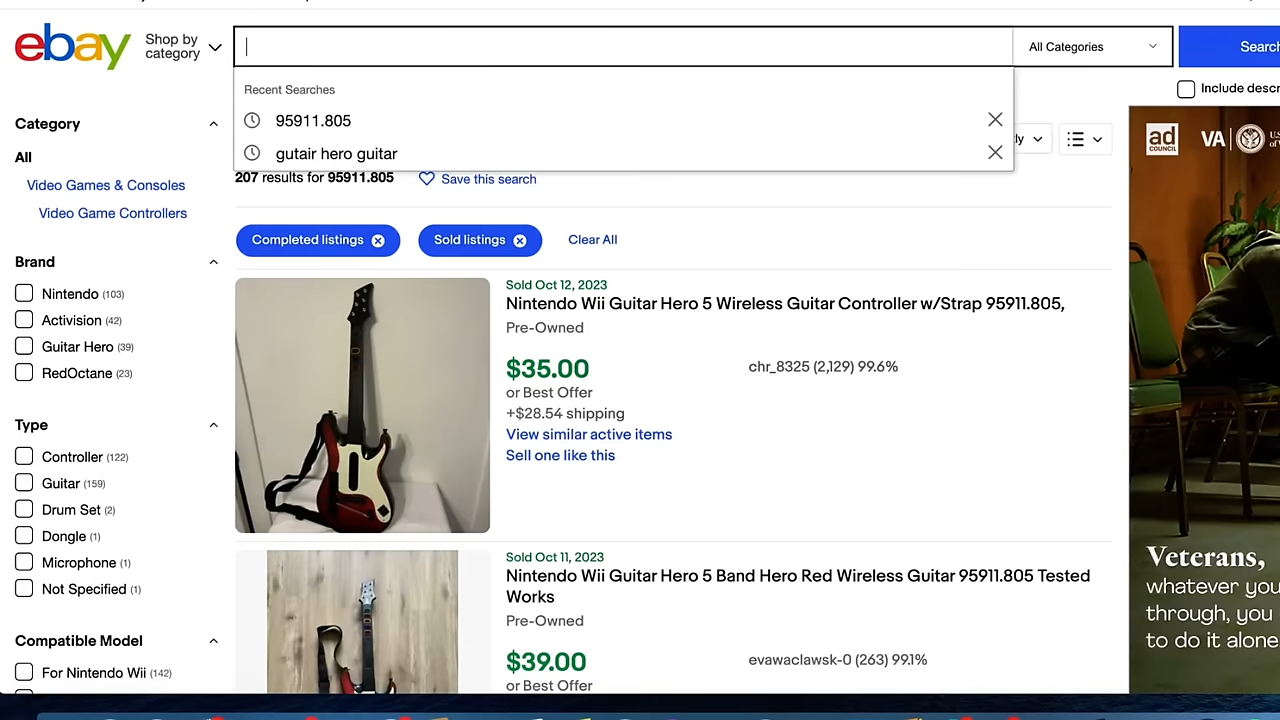 ebay
Shop by
category
All Categories
Search
Recent Searches
95911.805
gutair hero guitar
Include descr
Category
All
Video Games & Consoles
Video Game Controllers
207 results for 95911.805
Save this search
Completed listings
Sold listings
Clear All
Brand
Nintendo (103)
Activision (42)
Guitar Hero (39)
RedOctane (23)
Type
Controller (122)
Guitar (159)
Drum Set (2)
Dongle (1)
Microphone (1)
Not Specified (1)
Compatible Model
For Nintendo Wii (142)
Sold Oct 12, 2023
Nintendo Wii Guitar Hero 5 Wireless Guitar Controller w/Strap 95911.805,
Pre-Owned
$35.00
chr_8325 (2,129) 99.6%
or Best Offer
+$28.54 shipping
View similar active items
Sell one like this
Sold Oct 11, 2023
Nintendo Wii Guitar Hero 5 Band Hero Red Wireless Guitar 95911.805 Tested
Works
Pre-Owned
$39.00
evawaclawsk-0 (263) 99.1%
or Best Offer
ad
COUNCIL
VA
Veterans,
whatever you
through, you
to do it alone